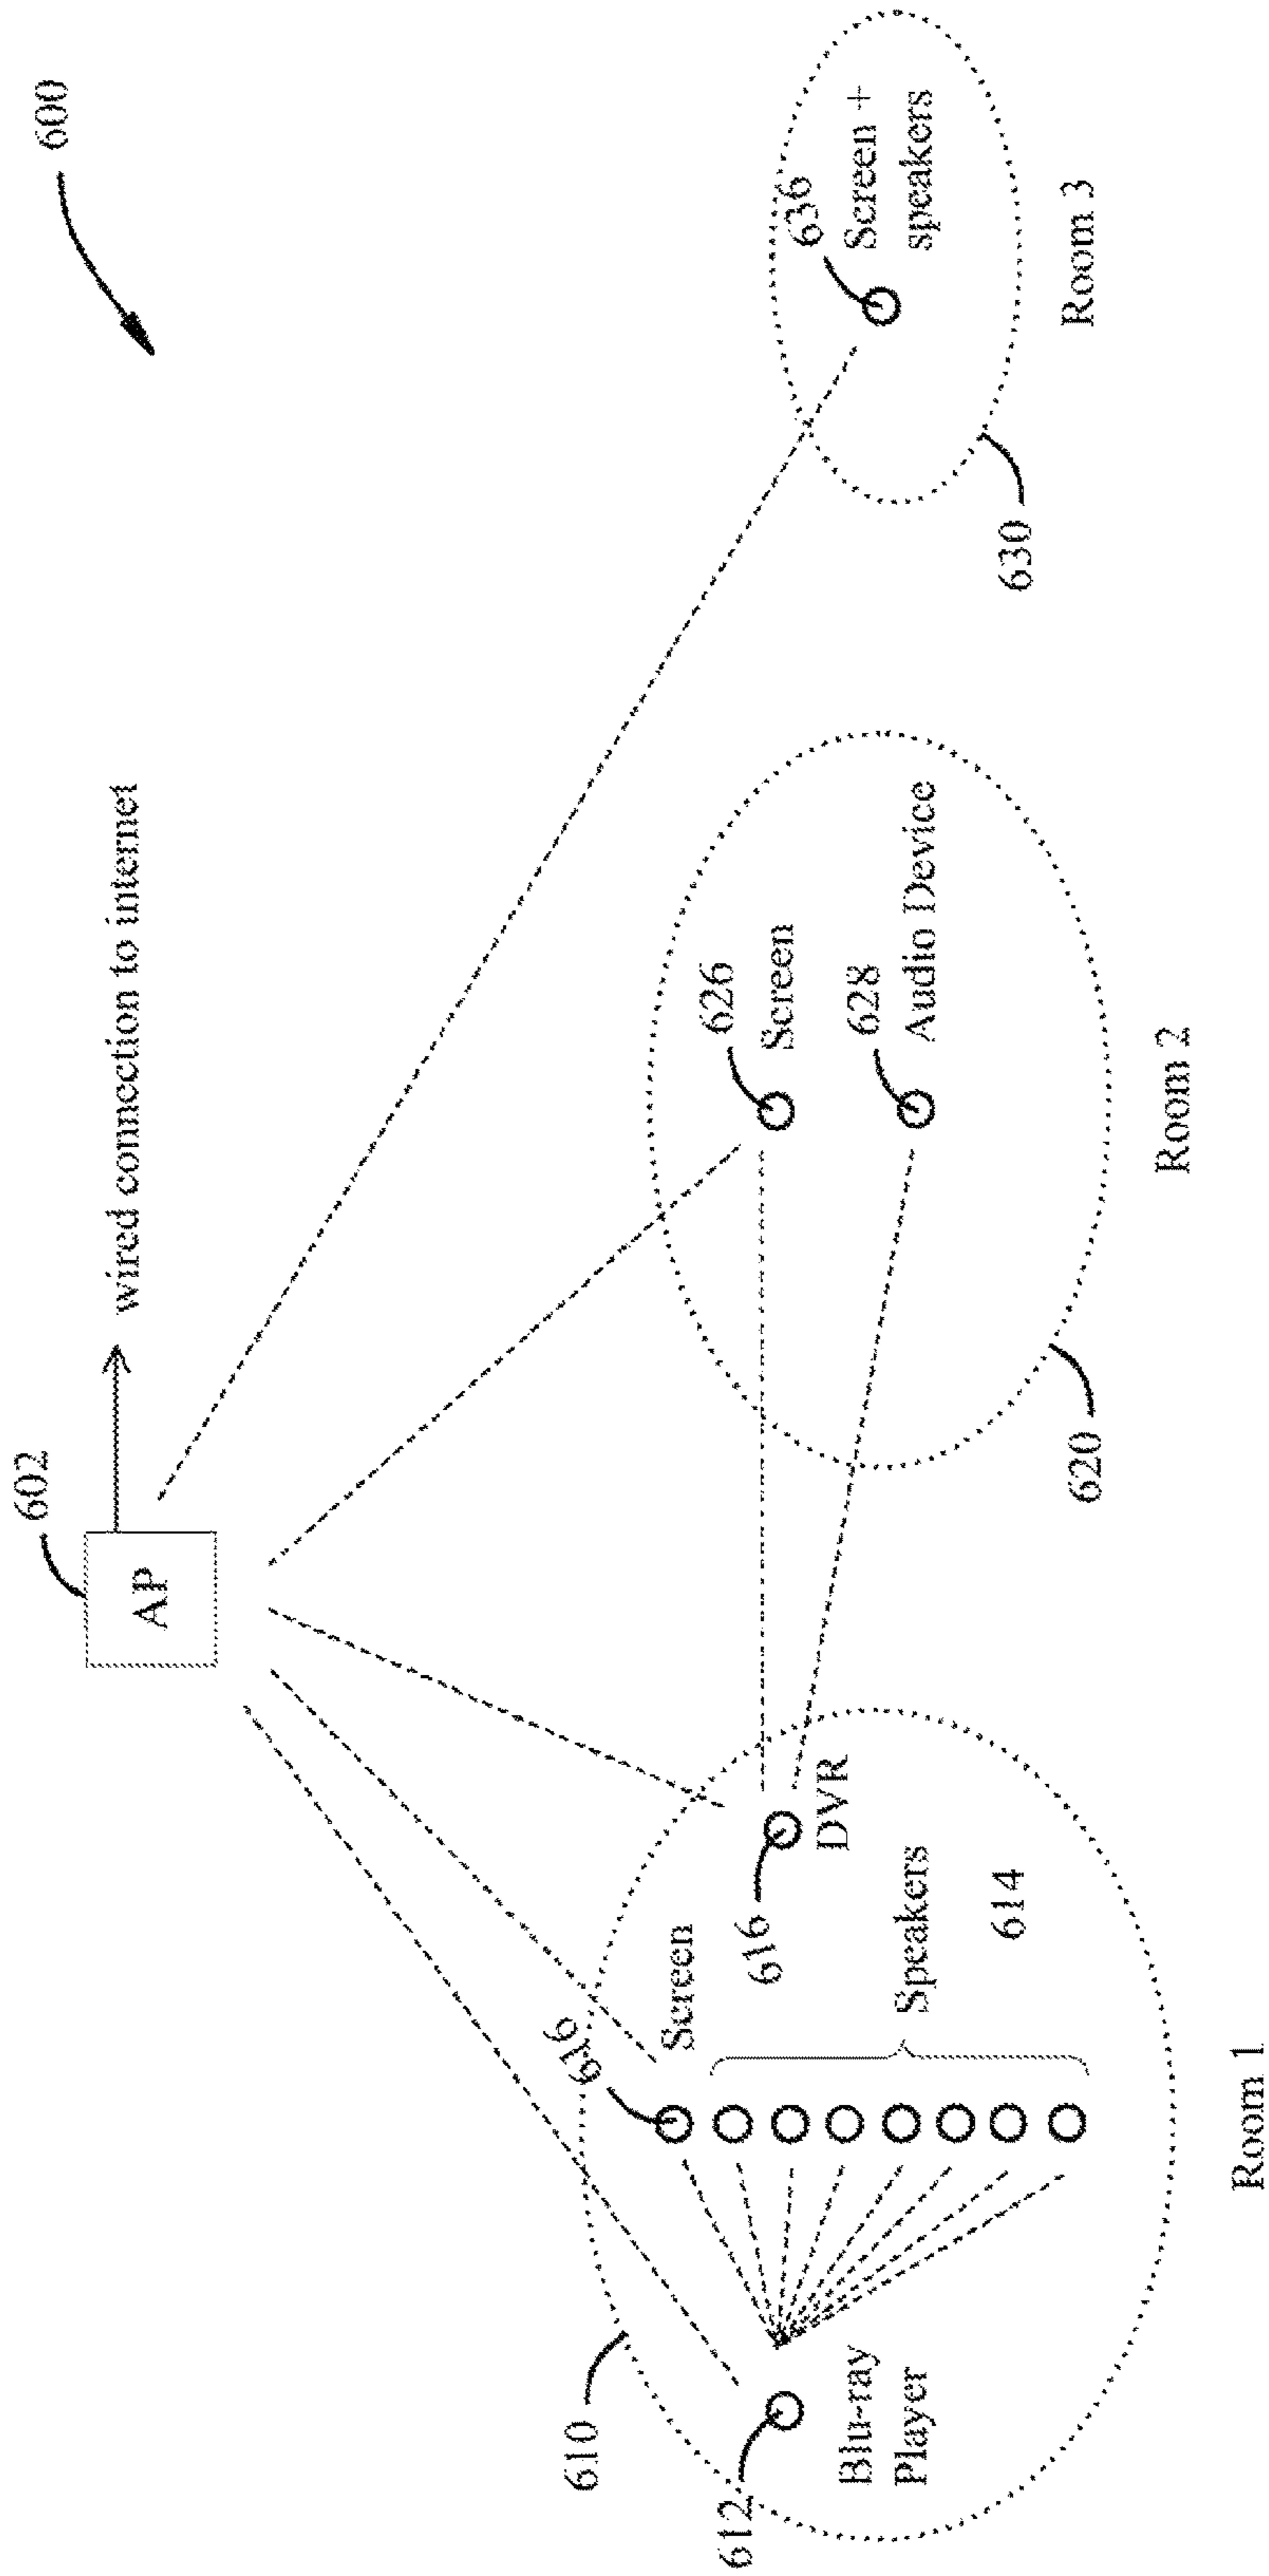 600
602
AP
wired connection to internet
610
612
Blu-ray
Player
616
Screen
616
DVR
Speakers
614
Room 1
626
Screen
628
Audio Device
620
Room 2
636
Screen +
speakers
630
Room 3